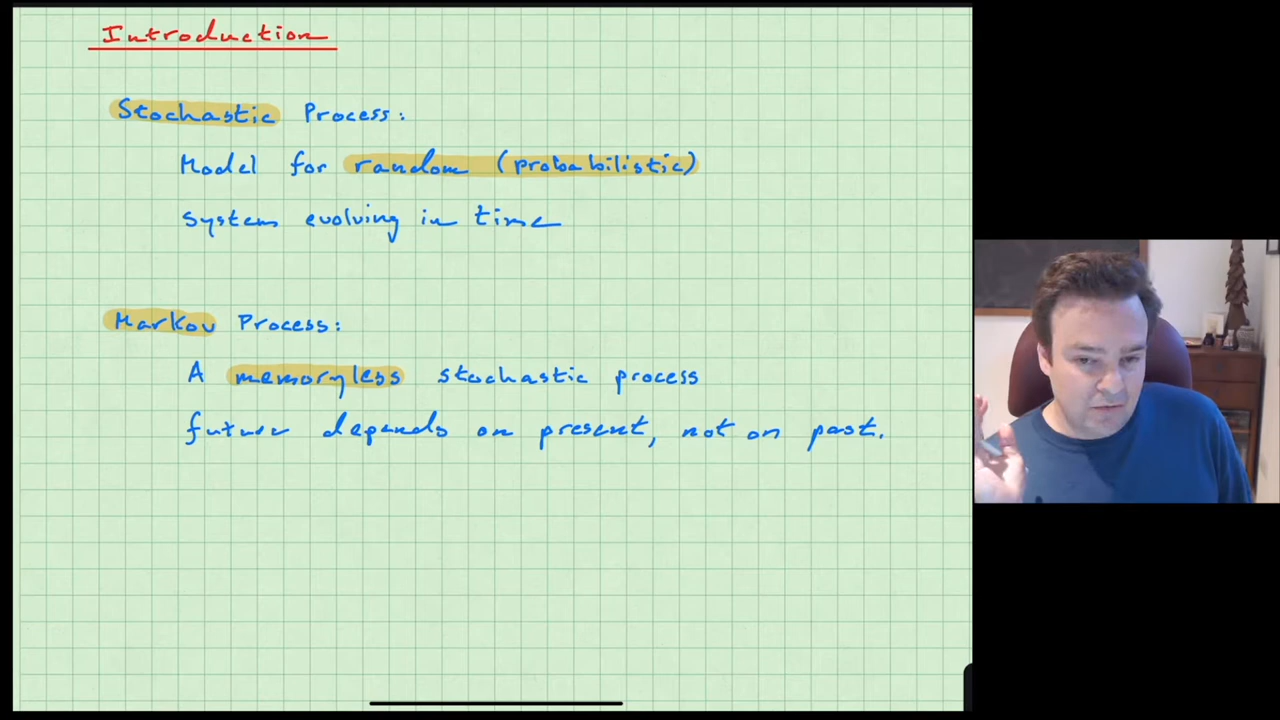 Introduction
Stochastic Process:
Model for random (probabilistic)
system evolving in time
Markov Process:
A memoryless stochastic process
future depends on present, not on past.